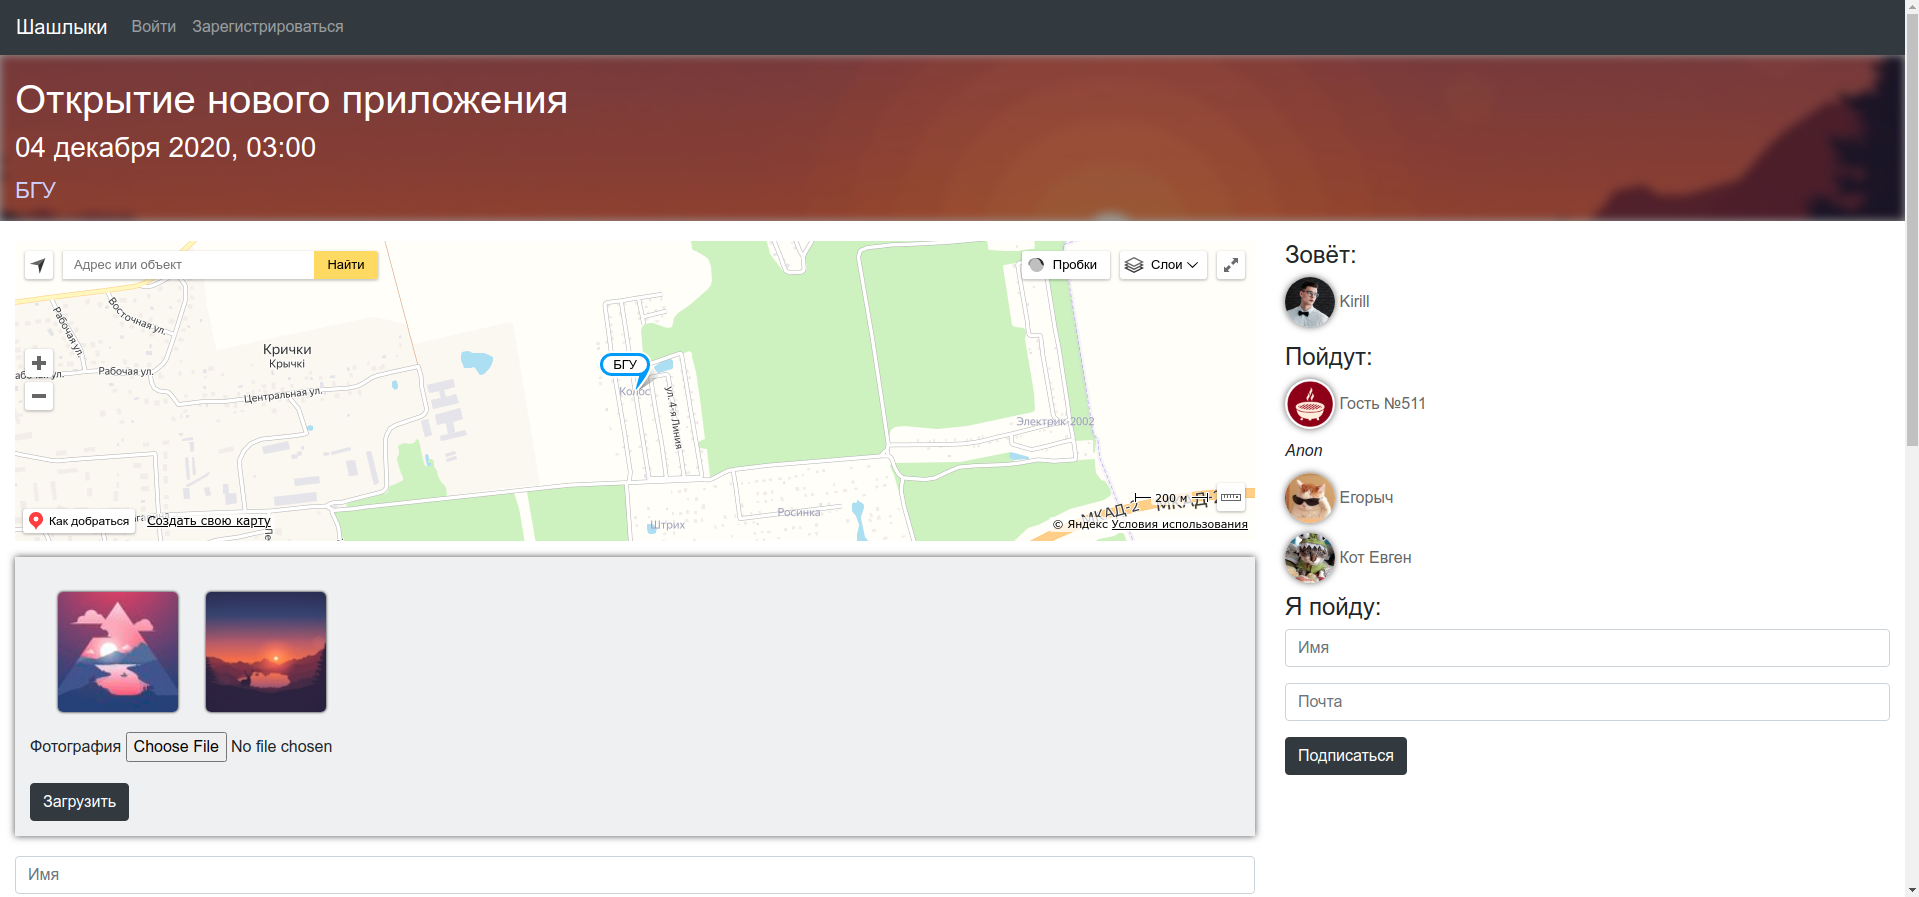 Шашлыки Войти Зарегистрироваться
Открытие нового приложения
04 декабря 2020, 03:00
БГУ
Адрес или объект Найти
Пробки Слои
Восточная ул.
Рабочая ул.
Крички
Крычкі
Рабочая ул.
Центральная ул.
БГУ
Колос
ул. 4-я Линия
Электрик-2002
Росинка
Штрих
МКАД-2
200 м
Как добраться Создать свою карту
© Яндекс Условия использования
Фотография Choose File No file chosen
Загрузить
Имя
Зовёт:
Kirill
Пойдут:
Гость №511
Anon
Егорыч
Кот Евген
Я пойду:
Имя
Почта
Подписаться